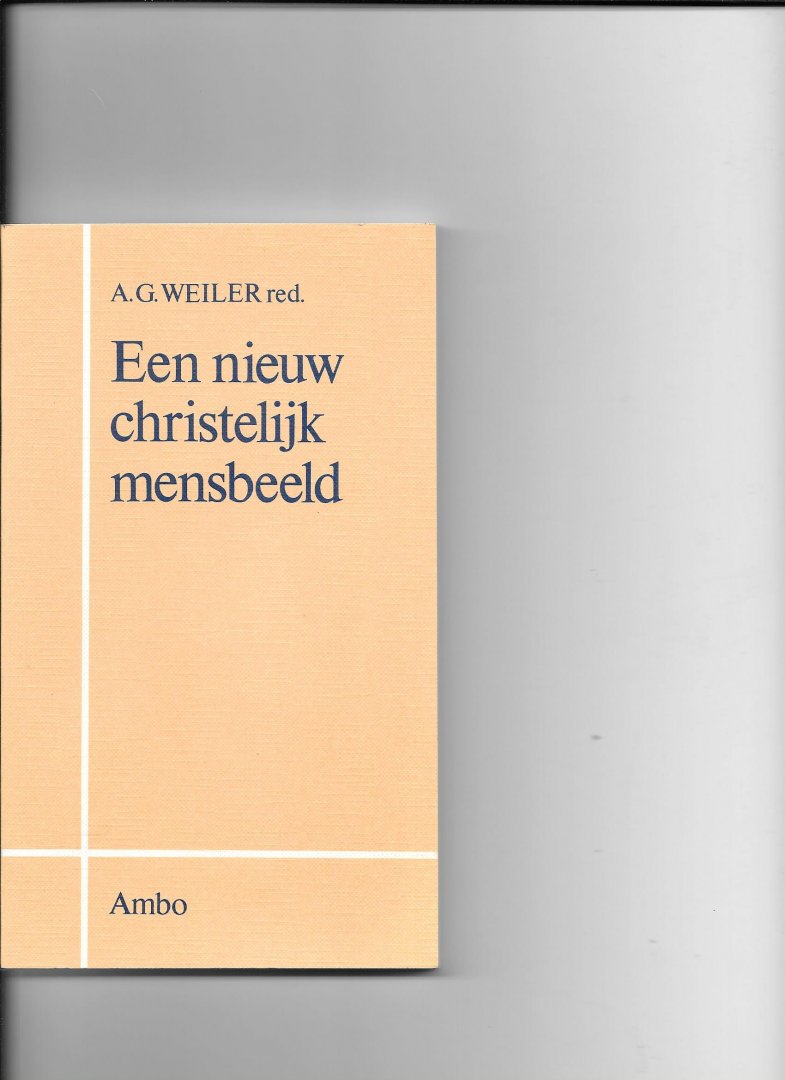 A.G. WEILER red.
Een nieuw
christelijk
mensbeeld
Ambo